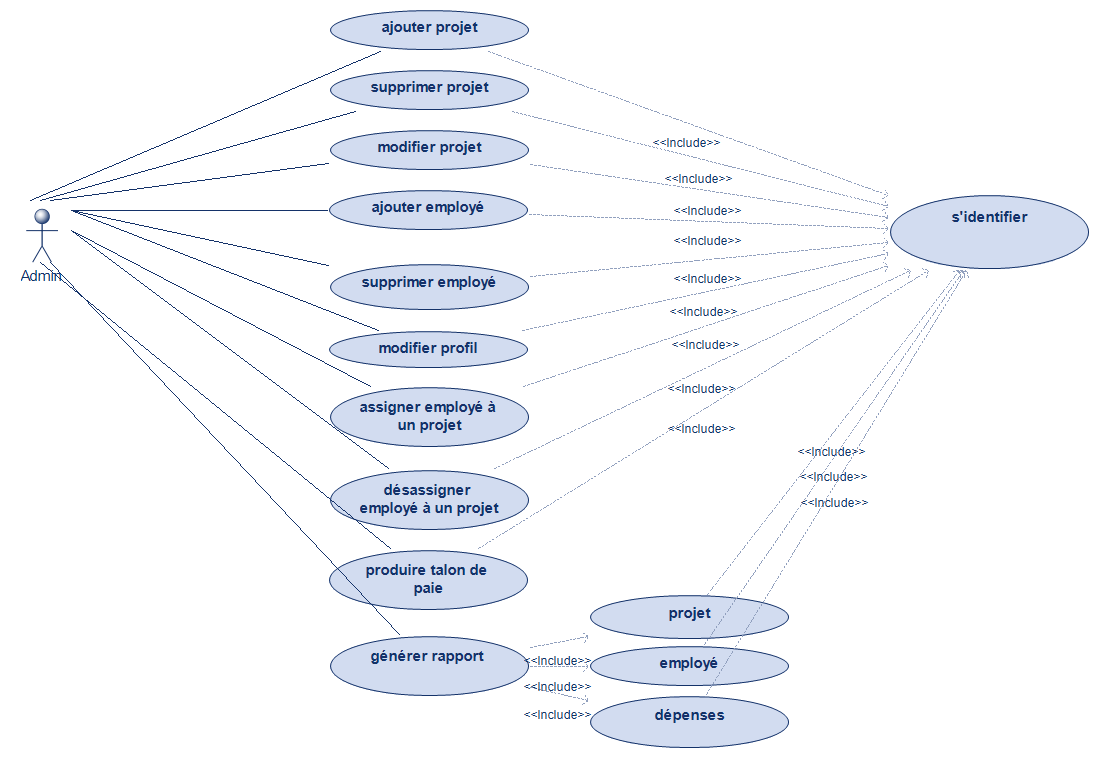 ajouter projet
supprimer projet
modifier projet
<<Include>>
<<Include>>
ajouter employé
<<Include>>
s'identifier
<<Include>>
Admin
supprimer employé
<<Include>>
<<Include>>
modifier profil
<<Include>>
<<Include>>
assigner employé à
un projet
<<Include>>
<<Include>>
<<Include>>
<<Include>>
désassigner
employé à un projet
produire talon de
paie
projet
générer rapport
<<Include>>
employé
<<Include>>
<<Include>>
dépenses